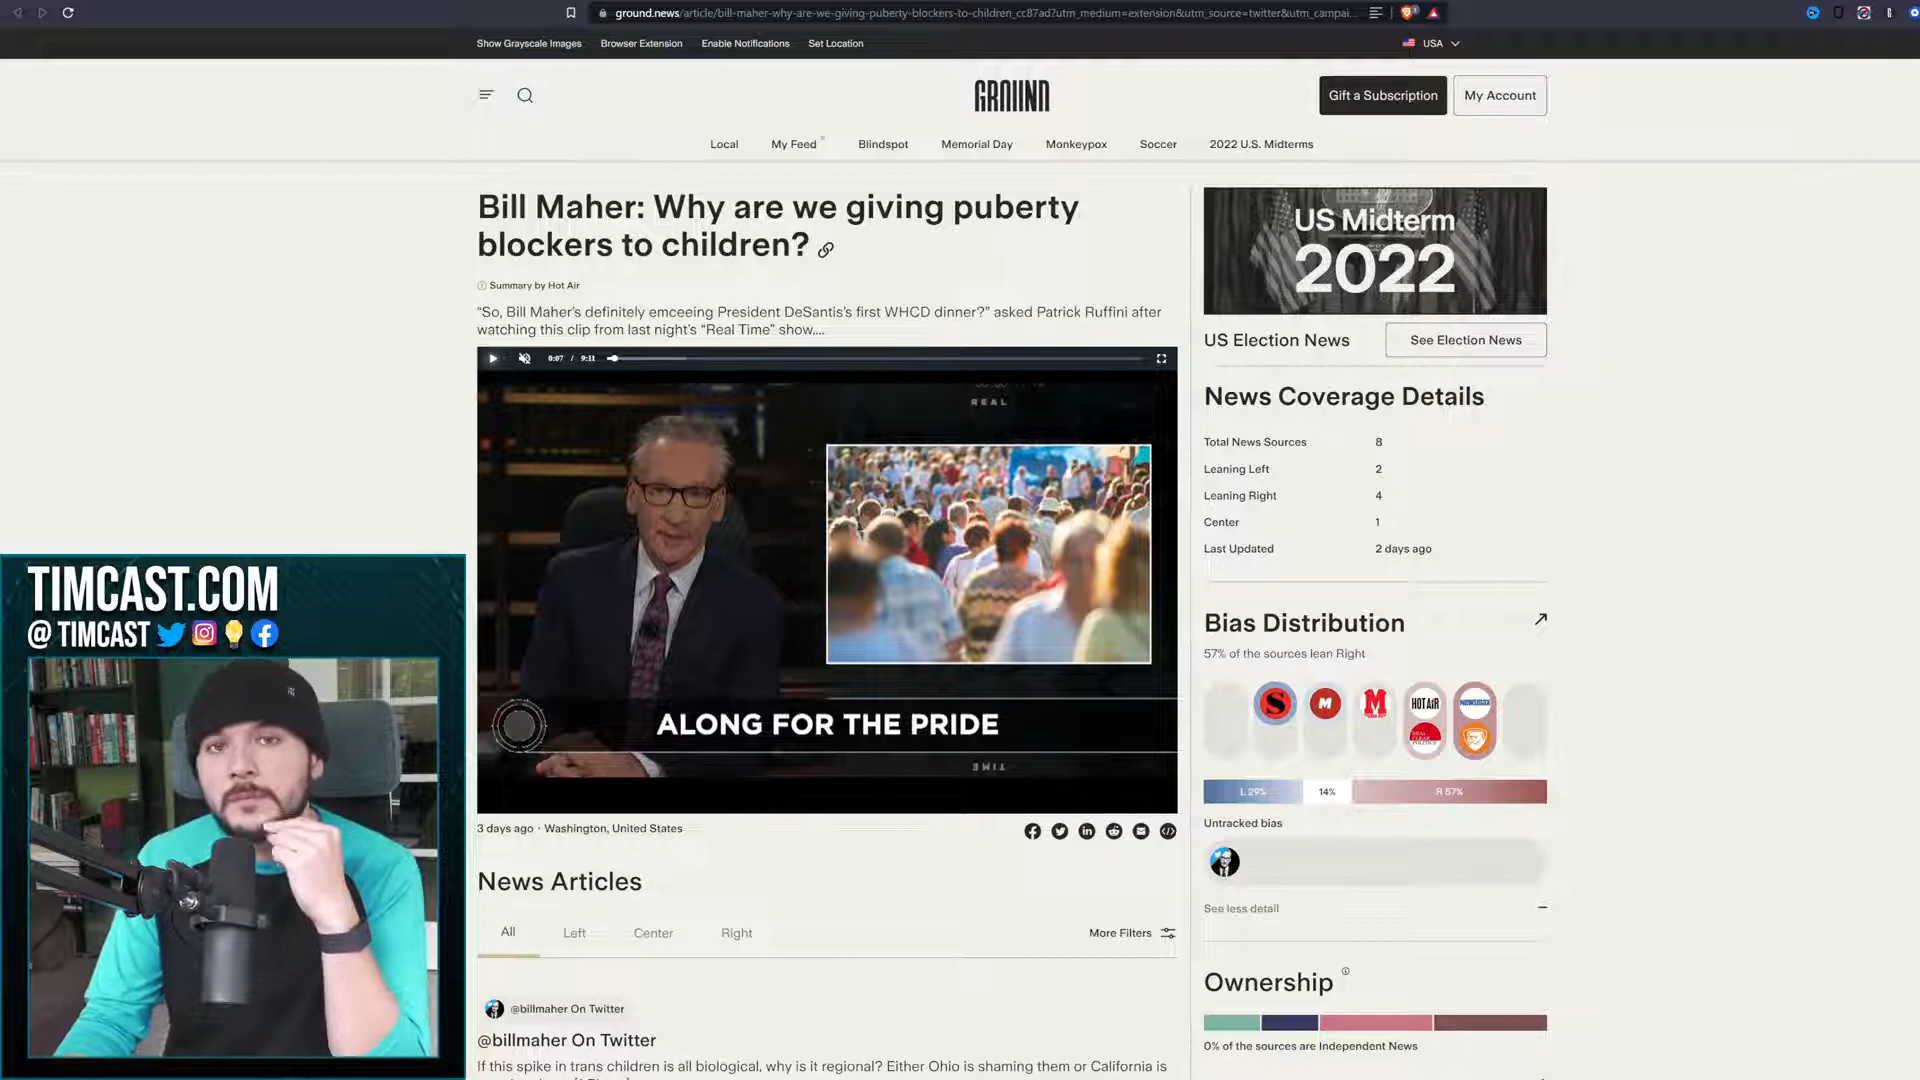 ground.news/article/bill-maher-why-are-we-giving-puberty-blockers-to-children_cc87ad?utm_medium=extension&utm_source=twitter&utm_campai...
Show Grayscale Images Browser Extension Enable Notifications Set Location
USA
GROUND
Gift a Subscription
My Account
Local My Feed Blindspot Memorial Day Monkeypox Soccer 2022 U.S. Midterms
Bill Maher: Why are we giving puberty
blockers to children?
Summary by Hot Air
“So, Bill Maher’s definitely emceeing President DeSantis’s first WHCD dinner?” asked Patrick Ruffini after
watching this clip from last night’s “Real Time” show....
0:07 / 9:11
REAL
ALONG FOR THE PRIDE
TIMCAST.COM
@ TIMCAST
3 days ago · Washington, United States
News Articles
All Left Center Right
More Filters
@billmaher On Twitter
@billmaher On Twitter
If this spike in trans children is all biological, why is it regional? Either Ohio is shaming them or California is
US Midterm
2022
US Election News
See Election News
News Coverage Details
Total News Sources 8
Leaning Left 2
Leaning Right 4
Center 1
Last Updated 2 days ago
Bias Distribution
57% of the sources lean Right
S
M
M
HOT AIR
NEWSMAX
REAL CLEAR POLITICS
L 29% 14% R 57%
Untracked bias
See less detail
Ownership
0% of the sources are Independent News